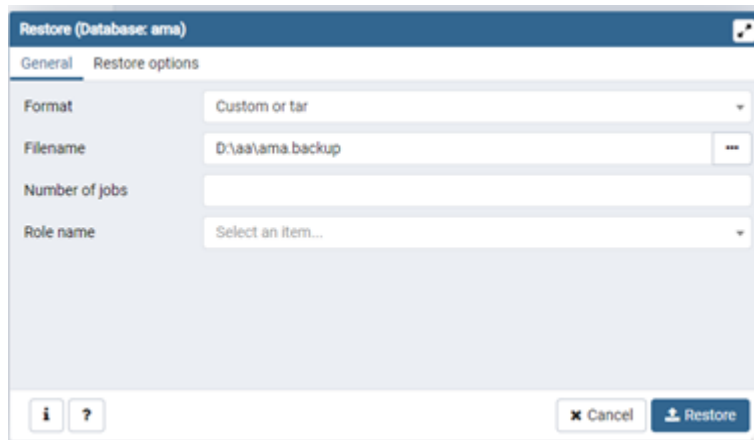 Restore (Database: ama)
General Restore options
Format Custom or tar
Filename D:\aa\ama.backup ...
Number of jobs
Role name Select an item...
i ? × Cancel Restore